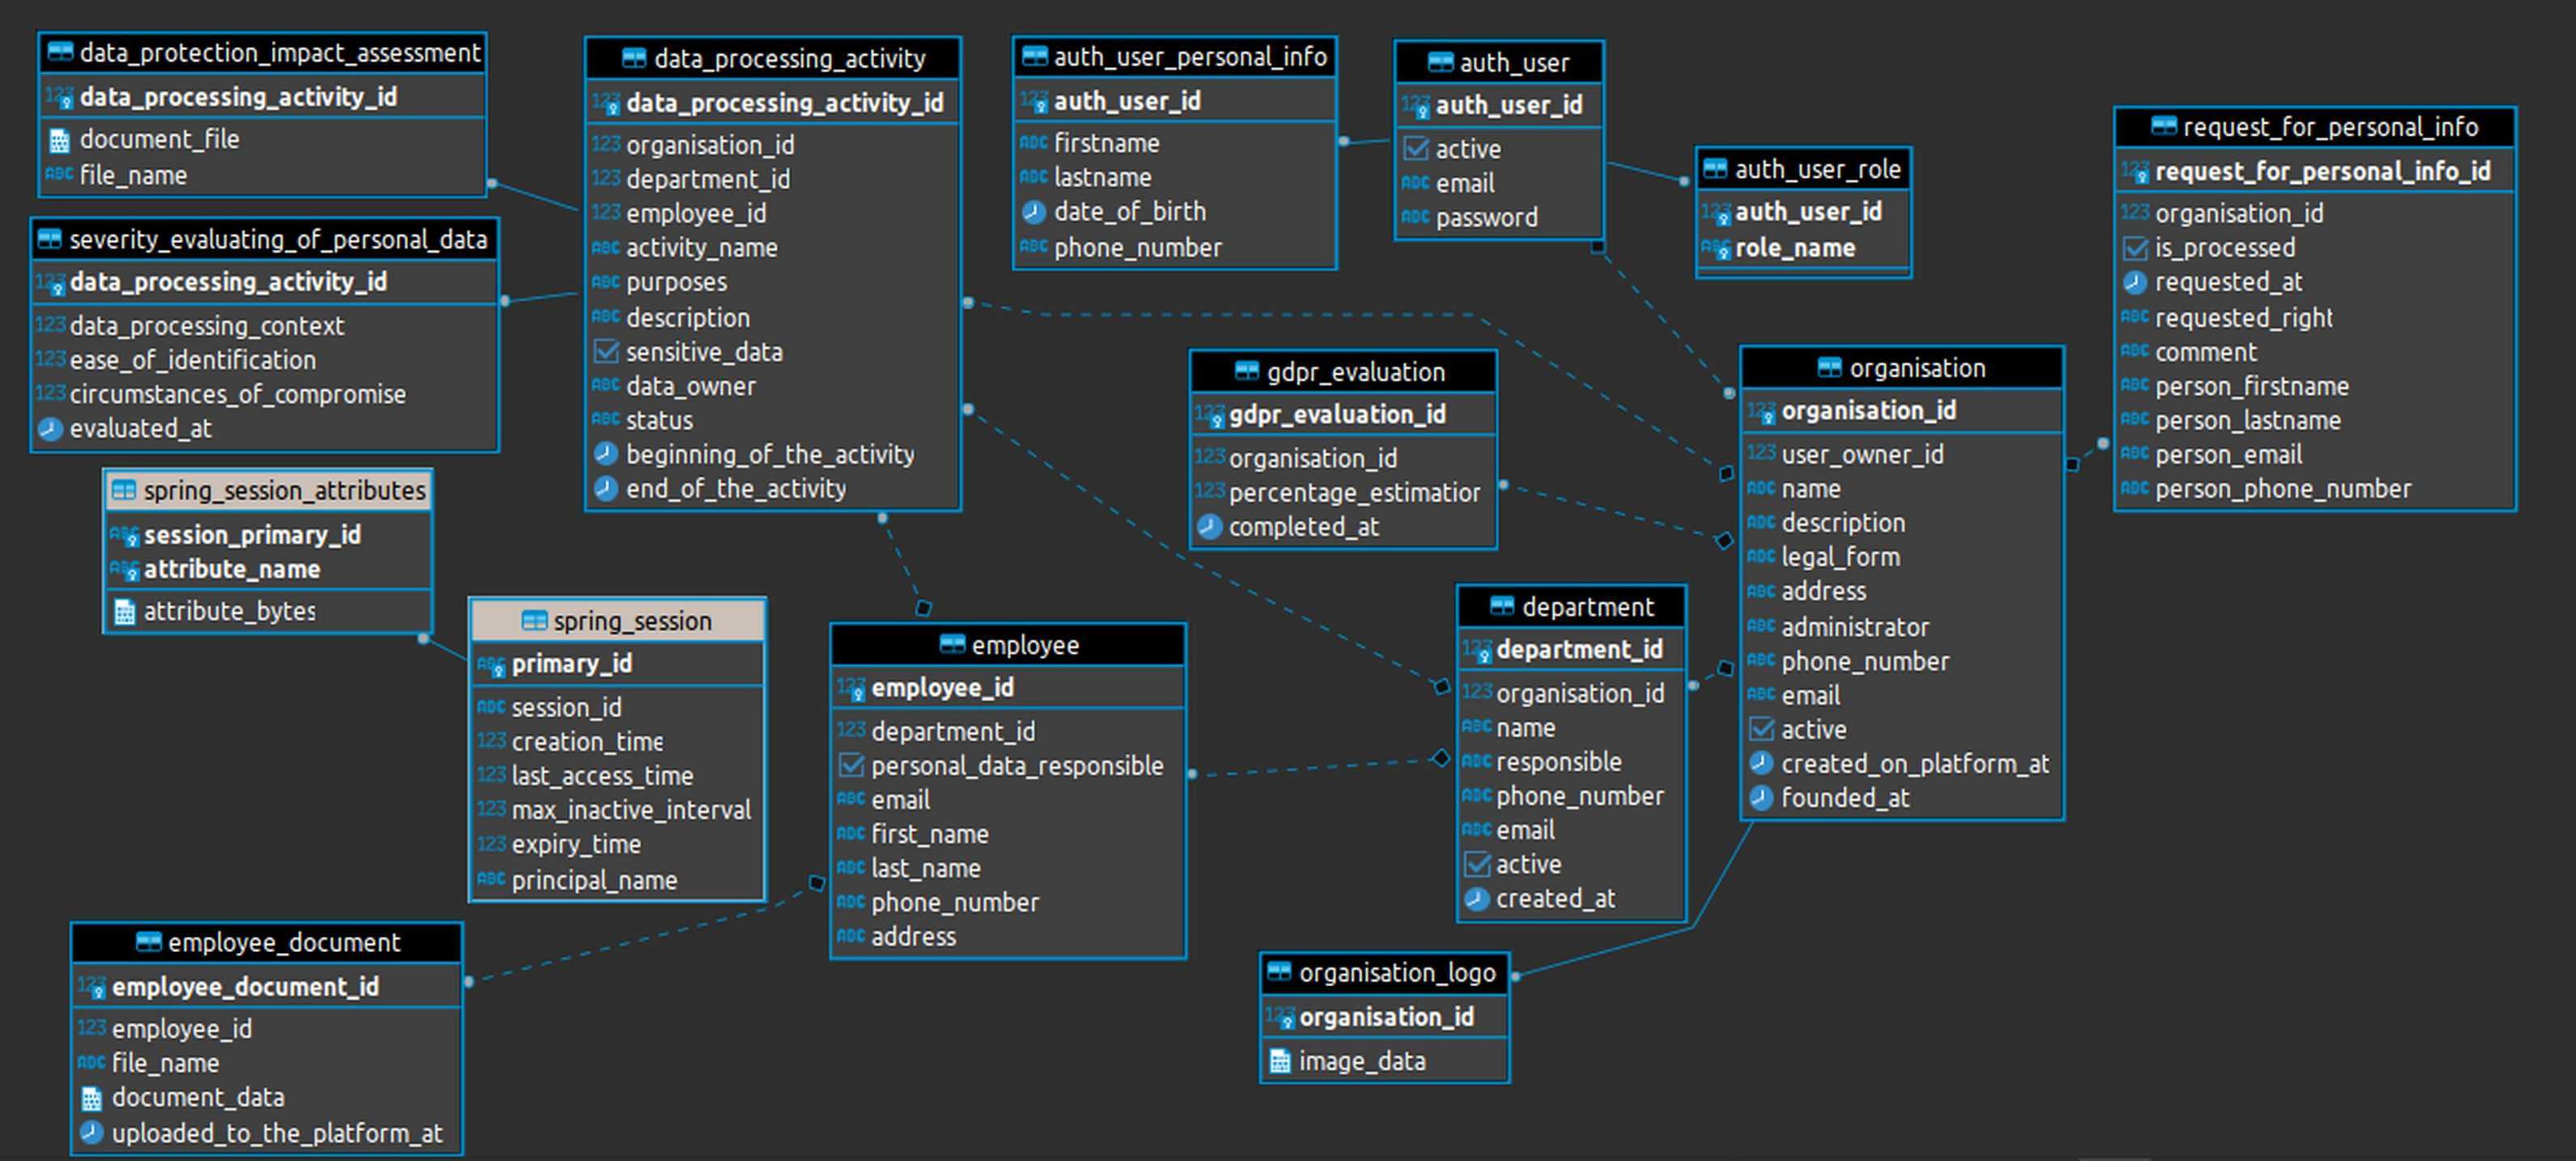 data_protection_impact_assessment
data_processing_activity_id
document_file
file_name
severity_evaluating_of_personal_data
data_processing_activity_id
data_processing_context
ease_of_identification
circumstances_of_compromise
evaluated_at
spring_session_attributes
session_primary_id
attribute_name
attribute_bytes
spring_session
primary_id
session_id
creation_time
last_access_time
max_inactive_interval
expiry_time
principal_name
employee_document
employee_document_id
employee_id
file_name
document_data
uploaded_to_the_platform_at
data_processing_activity
data_processing_activity_id
organisation_id
department_id
employee_id
activity_name
purposes
description
sensitive_data
data_owner
status
beginning_of_the_activity
end_of_the_activity
employee
employee_id
department_id
personal_data_responsible
email
first_name
last_name
phone_number
address
auth_user_personal_info
auth_user_id
firstname
lastname
date_of_birth
phone_number
auth_user
auth_user_id
active
email
password
auth_user_role
auth_user_id
role_name
gdpr_evaluation
gdpr_evaluation_id
organisation_id
percentage_estimation
completed_at
department
department_id
organisation_id
name
responsible
phone_number
email
active
created_at
organisation_logo
organisation_id
image_data
organisation
organisation_id
user_owner_id
name
description
legal_form
address
administrator
phone_number
email
active
created_on_platform_at
founded_at
request_for_personal_info
request_for_personal_info_id
organisation_id
is_processed
requested_at
requested_right
comment
person_firstname
person_lastname
person_email
person_phone_number